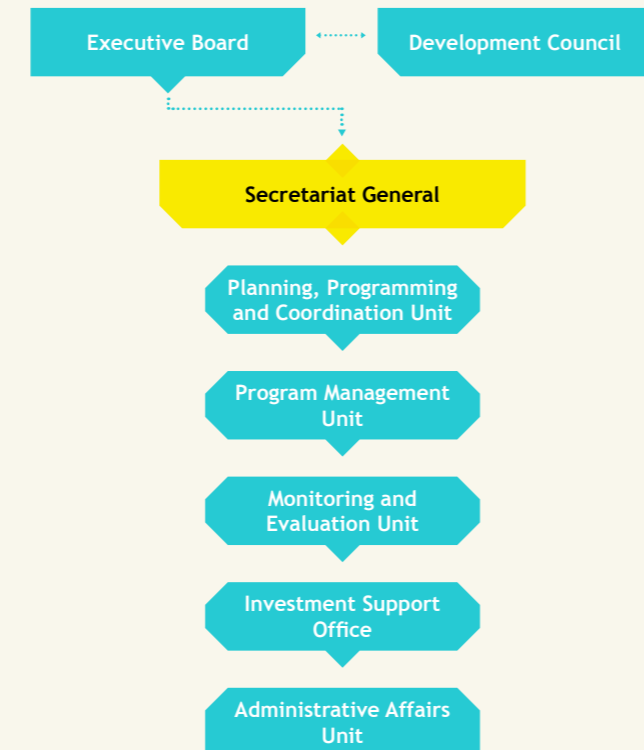 Executive Board
Development Council
Secretariat General
Planning, Programming
and Coordination Unit
Program Management
Unit
Monitoring and
Evaluation Unit
Investment Support
Office
Administrative Affairs
Unit